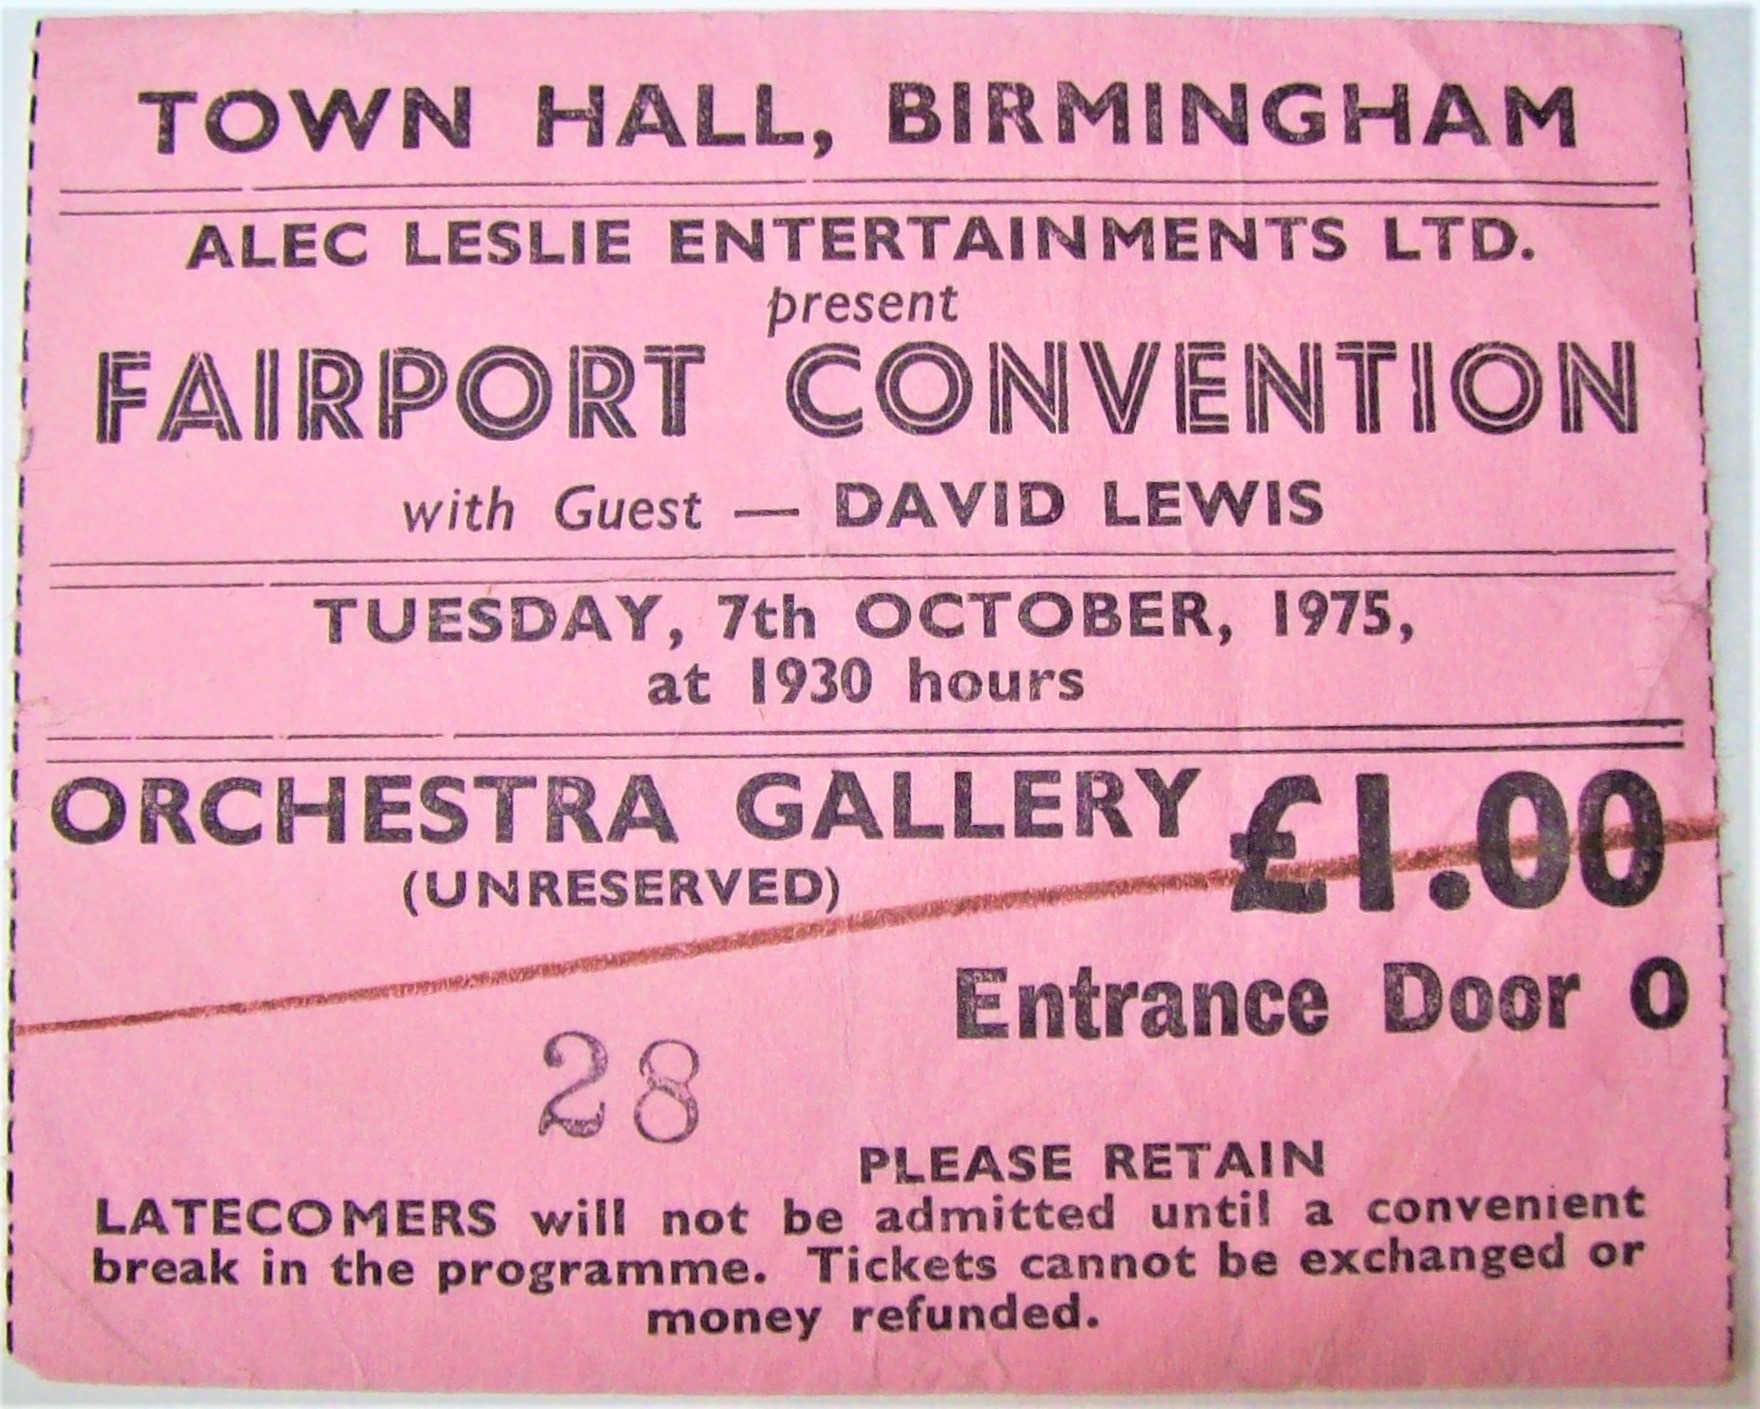 TOWN HALL, BIRMINGHAM
ALEC LESLIE ENTERTAINMENTS LTD.
present
FAIRPORT CONVENTION
with Guest — DAVID LEWIS
TUESDAY, 7th OCTOBER, 1975,
at 1930 hours
ORCHESTRA GALLERY £1.00
(UNRESERVED)
Entrance Door O
28
PLEASE RETAIN
LATECOMERS will not be admitted until a convenient
break in the programme. Tickets cannot be exchanged or
money refunded.